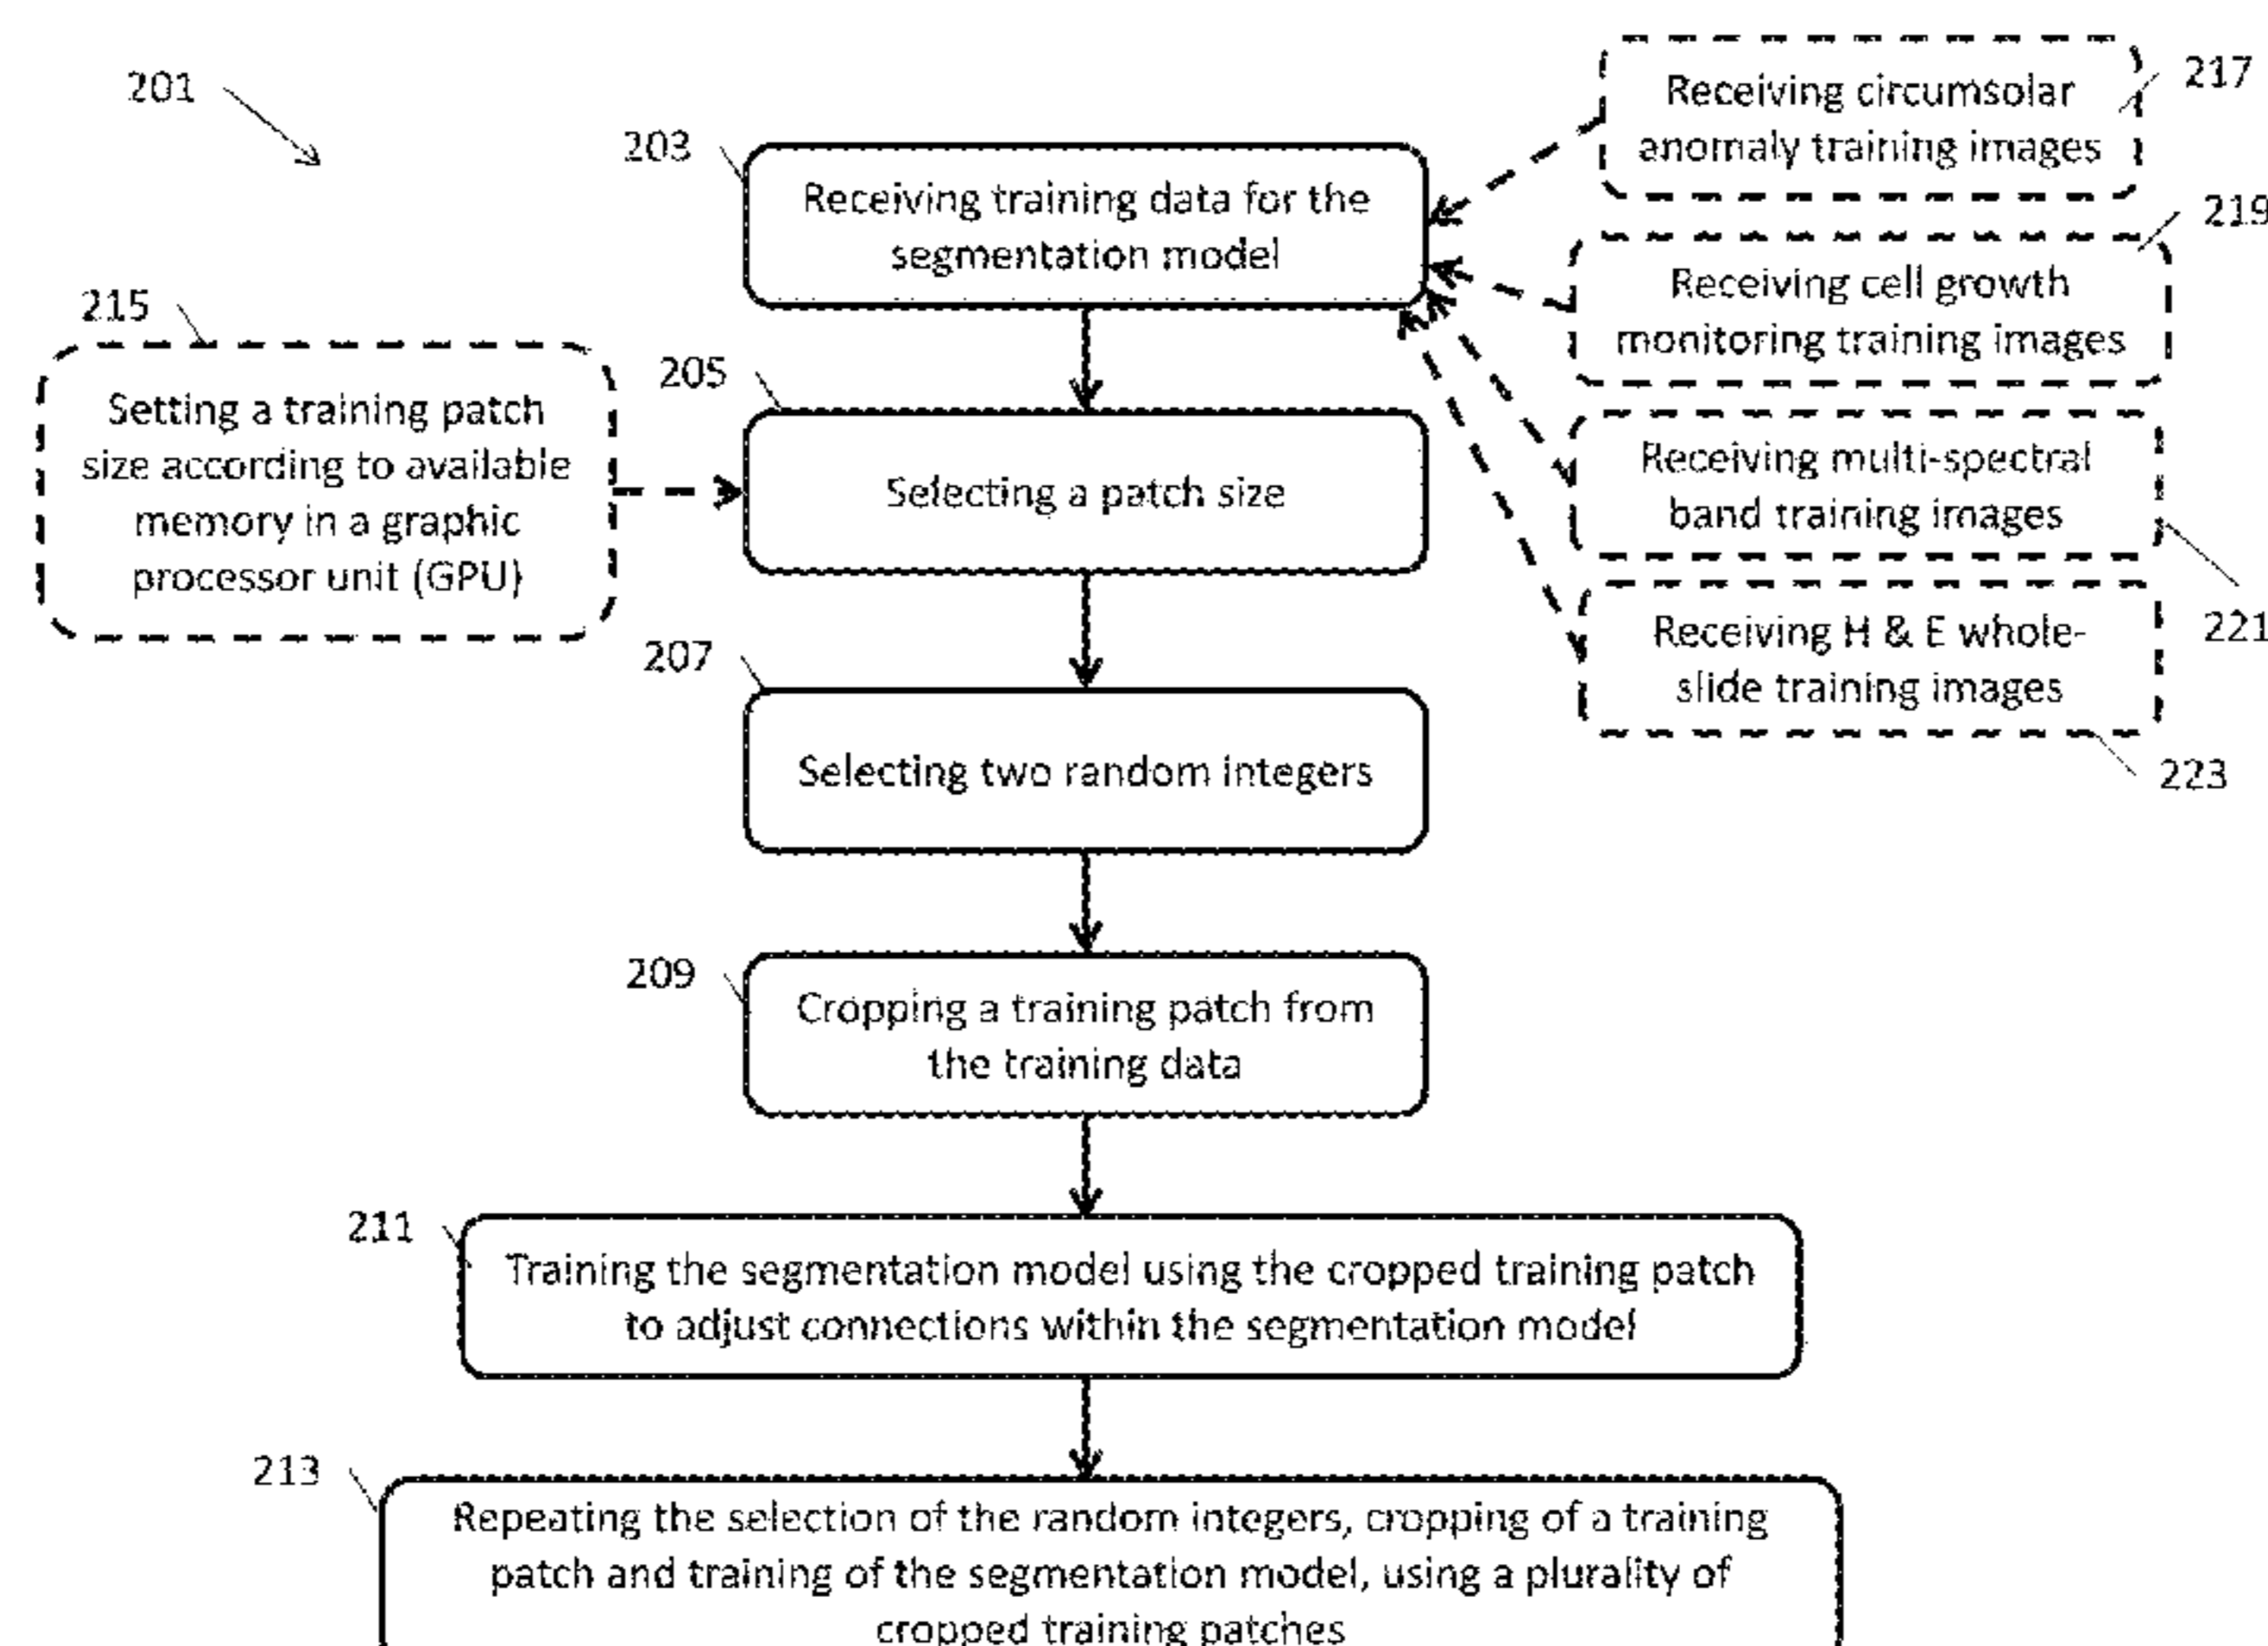 201
203
Receiving training data for the
segmentation model
217
Receiving circumsolar
anomaly training images
219
Receiving cell growth
monitoring training images
215
Setting a training patch
size according to available
memory in a graphic
processor unit (GPU)
205
Selecting a patch size
Receiving multi-spectral
band training images
221
Receiving H & E whole-
slide training images
223
207
Selecting two random integers
209
Cropping a training patch from
the training data
211
Training the segmentation model using the cropped training patch
to adjust connections within the segmentation model
213
Repeating the selection of the random integers, cropping of a training
patch and training of the segmentation model, using a plurality of
cropped training patches